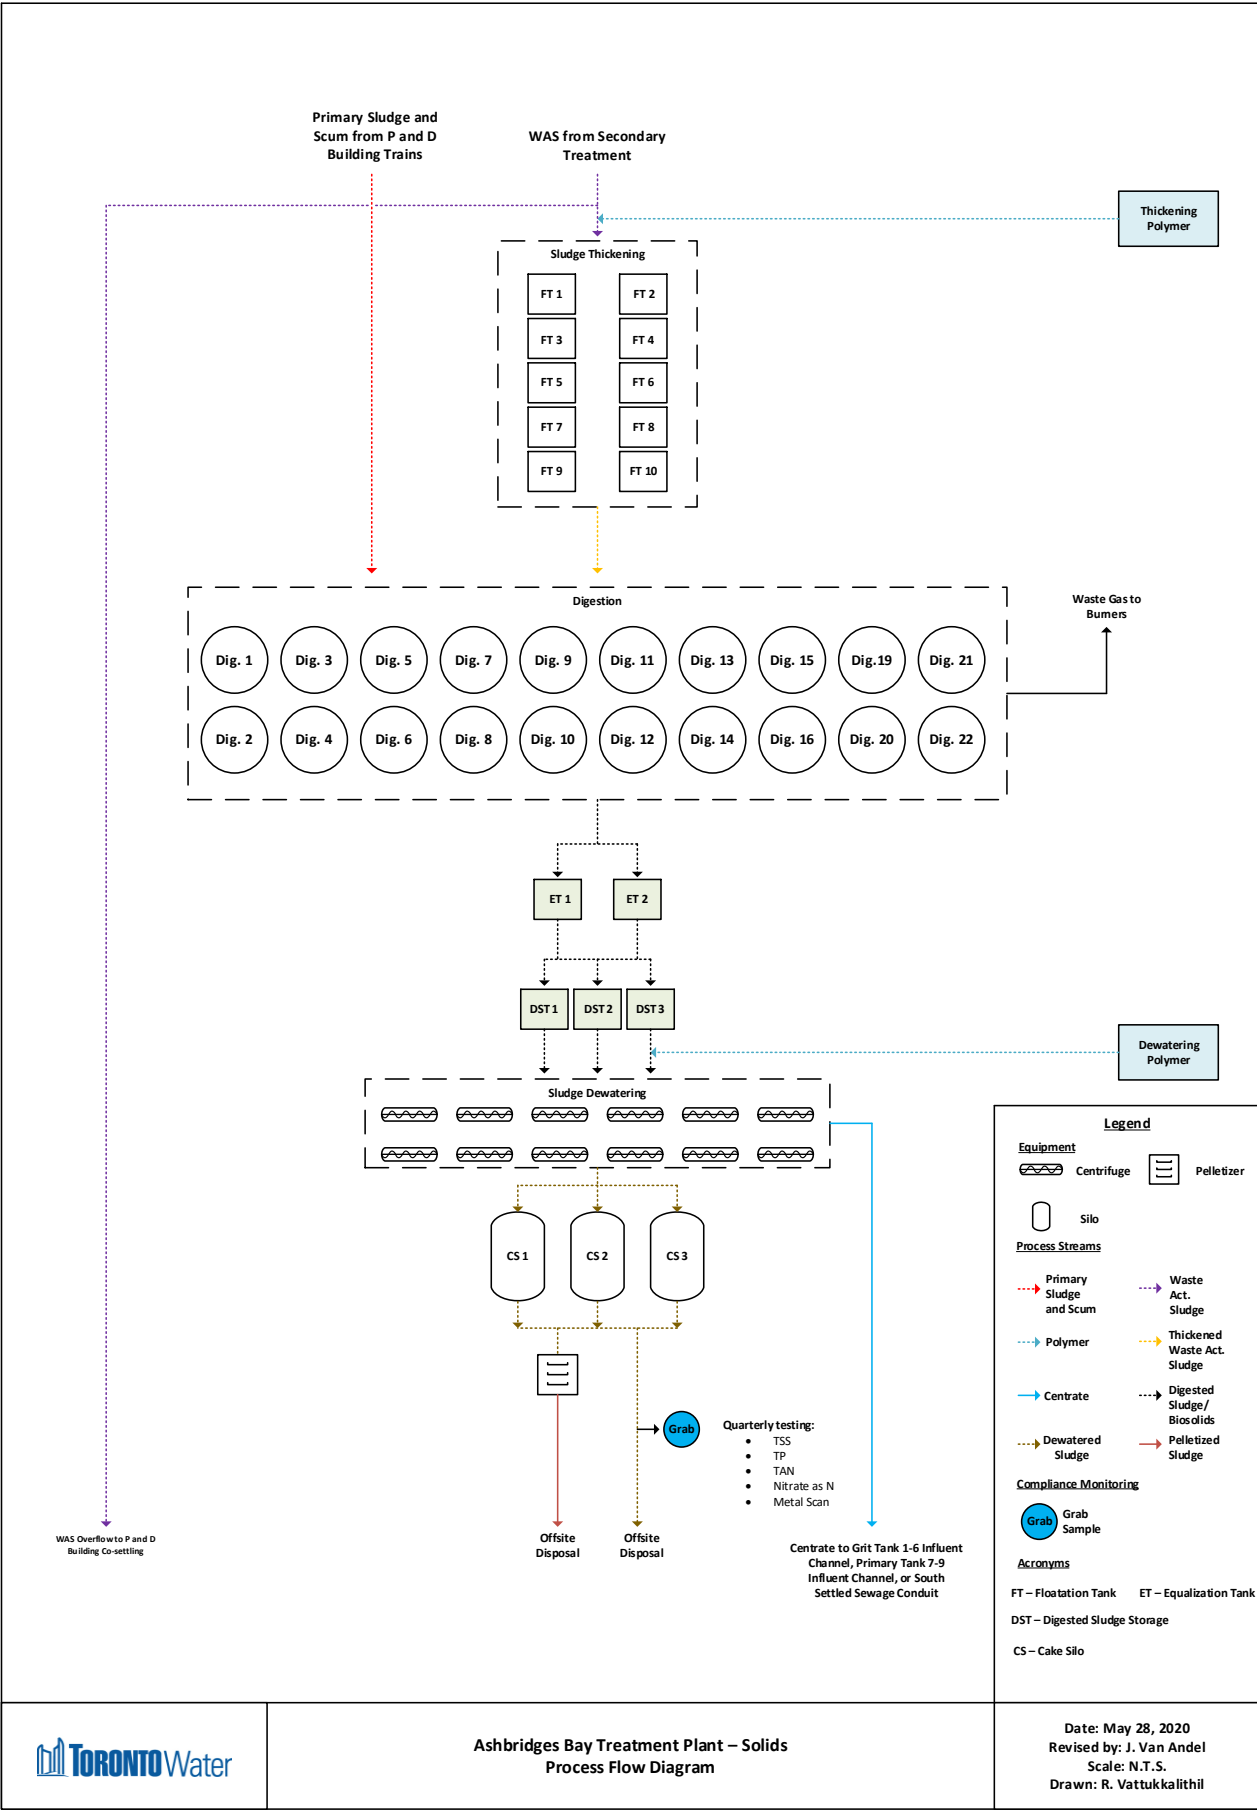 Primary Sludge and
Scum from P and D
Building Trains
WAS from Secondary
Treatment
Thickening
Polymer
Sludge Thickening
FT 1
FT 2
FT 3
FT 4
FT 5
FT 6
FT 7
FT 8
FT 9
FT 10
Digestion
Waste Gas to
Burners
Dig. 1
Dig. 3
Dig. 5
Dig. 7
Dig. 9
Dig. 11
Dig. 13
Dig. 15
Dig.19
Dig. 21
Dig. 2
Dig. 4
Dig. 6
Dig. 8
Dig. 10
Dig. 12
Dig. 14
Dig. 16
Dig. 20
Dig. 22
ET 1
ET 2
DST 1
DST 2
DST 3
Dewatering
Polymer
Sludge Dewatering
CS 1
CS 2
CS 3
Grab
Quarterly testing:
• TSS
• TP
• TAN
• Nitrate as N
• Metal Scan
WAS Overflow to P and D
Building Co-settling
Offsite
Disposal
Offsite
Disposal
Centrate to Grit Tank 1-6 Influent
Channel, Primary Tank 7-9
Influent Channel, or South
Settled Sewage Conduit
Legend
Equipment
Centrifuge
Pelletizer
Silo
Process Streams
Primary
Sludge
and Scum
Waste
Act.
Sludge
Polymer
Thickened
Waste Act.
Sludge
Centrate
Digested
Sludge/
Biosolids
Dewatered
Sludge
Pelletized
Sludge
Compliance Monitoring
Grab
Grab
Sample
Acronyms
FT – Floatation Tank
ET – Equalization Tank
DST – Digested Sludge Storage
CS – Cake Silo
TORONTO Water
Ashbridges Bay Treatment Plant – Solids
Process Flow Diagram
Date: May 28, 2020
Revised by: J. Van Andel
Scale: N.T.S.
Drawn: R. Vattukkalithil